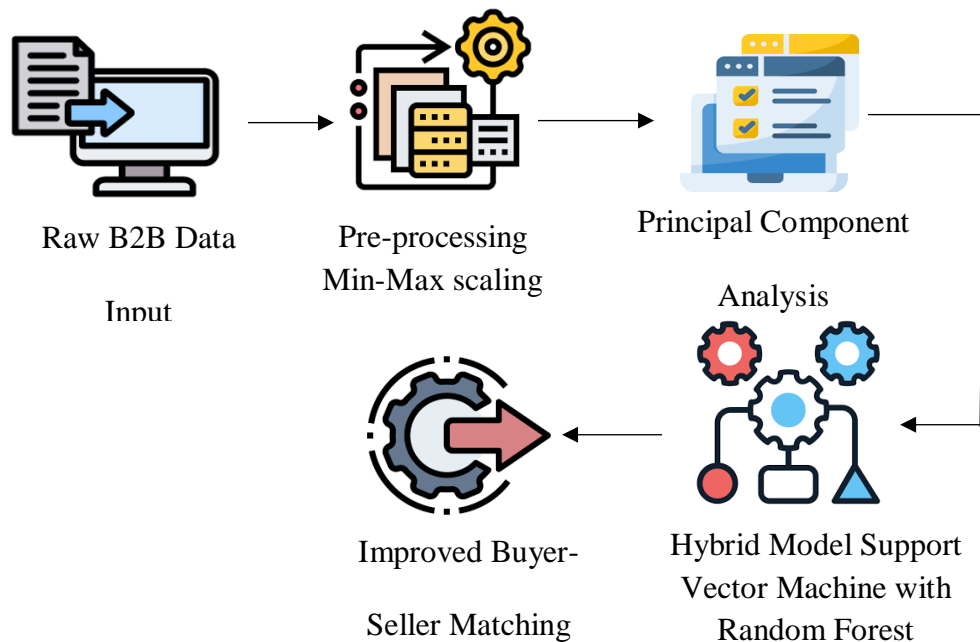 Raw B2B Data
Input
Pre-processing
Min-Max scaling
Principal Component
Analysis
Hybrid Model Support
Vector Machine with
Random Forest
Improved Buyer-
Seller Matching